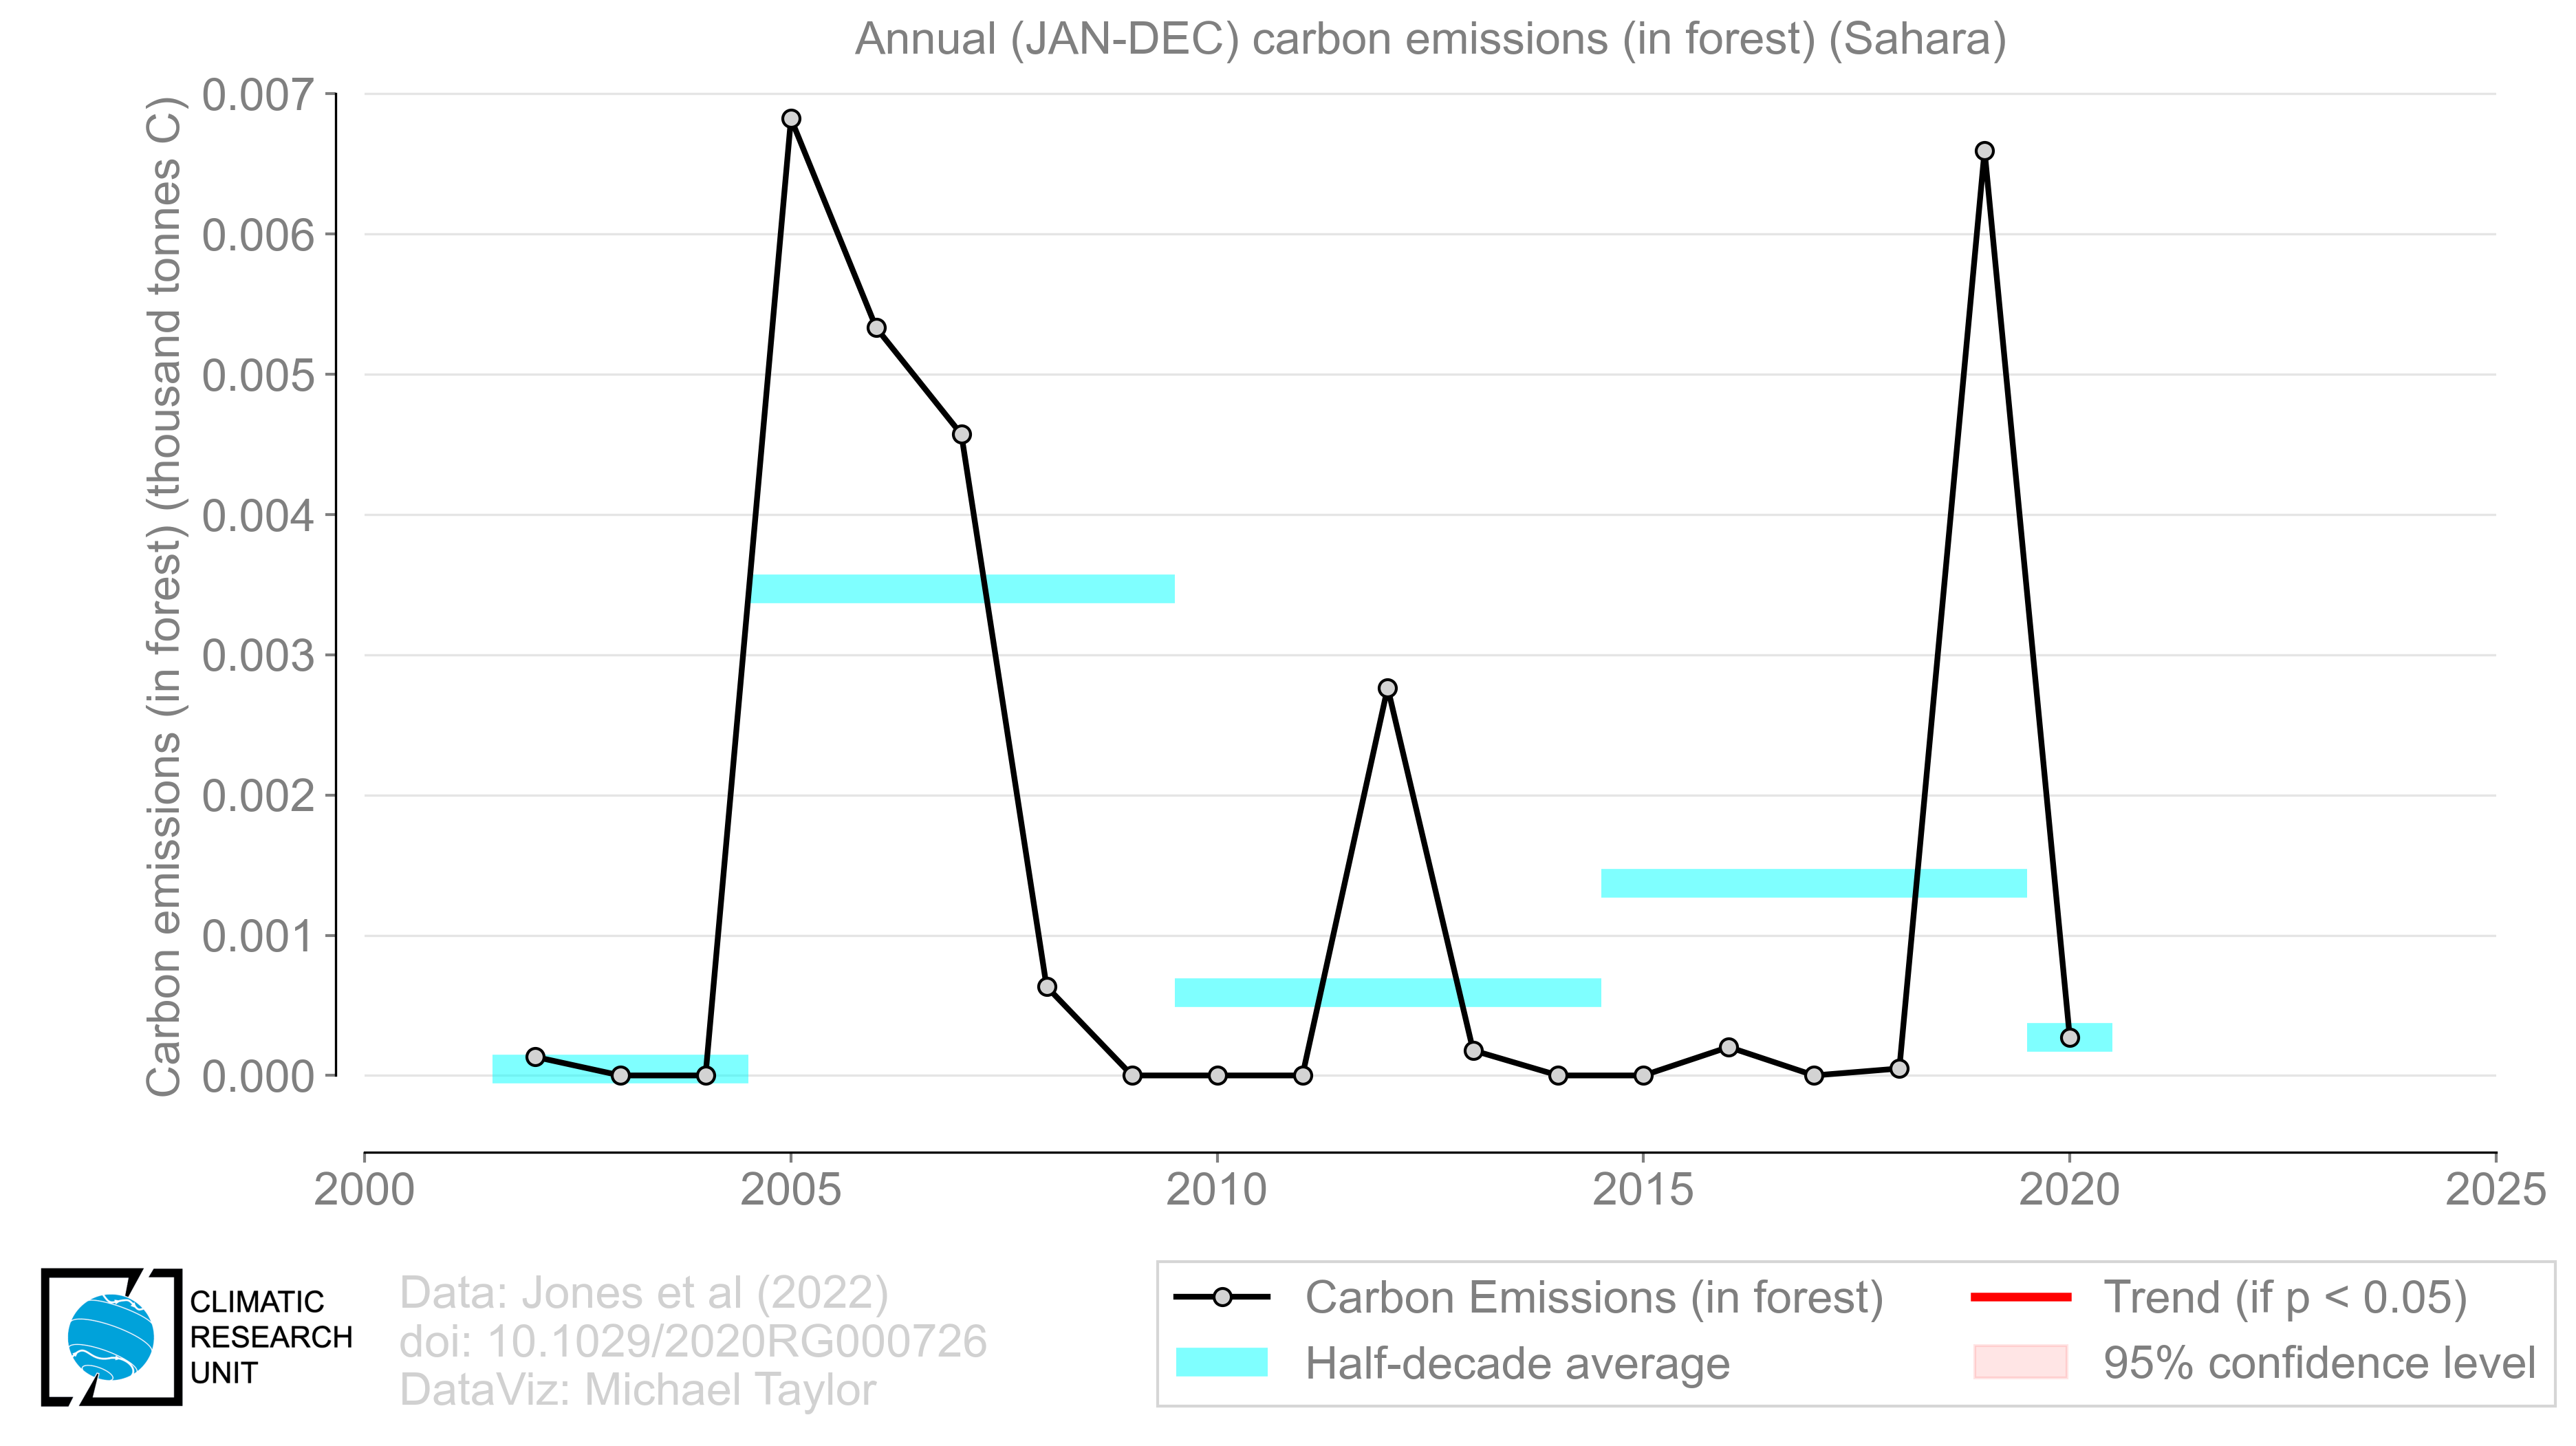 Annual (JAN-DEC) carbon emissions (in forest) (Sahara)
Carbon emissions (in forest) (thousand tonnes C)
0.007
0.006
0.005
0.004
0.003
0.002
0.001
0.000
2000
2005
2010
2015
2020
2025
CLIMATIC
RESEARCH
UNIT
Data: Jones et al (2022)
doi: 10.1029/2020RG000726
DataViz: Michael Taylor
Carbon Emissions (in forest)
Half-decade average
Trend (if p < 0.05)
95% confidence level